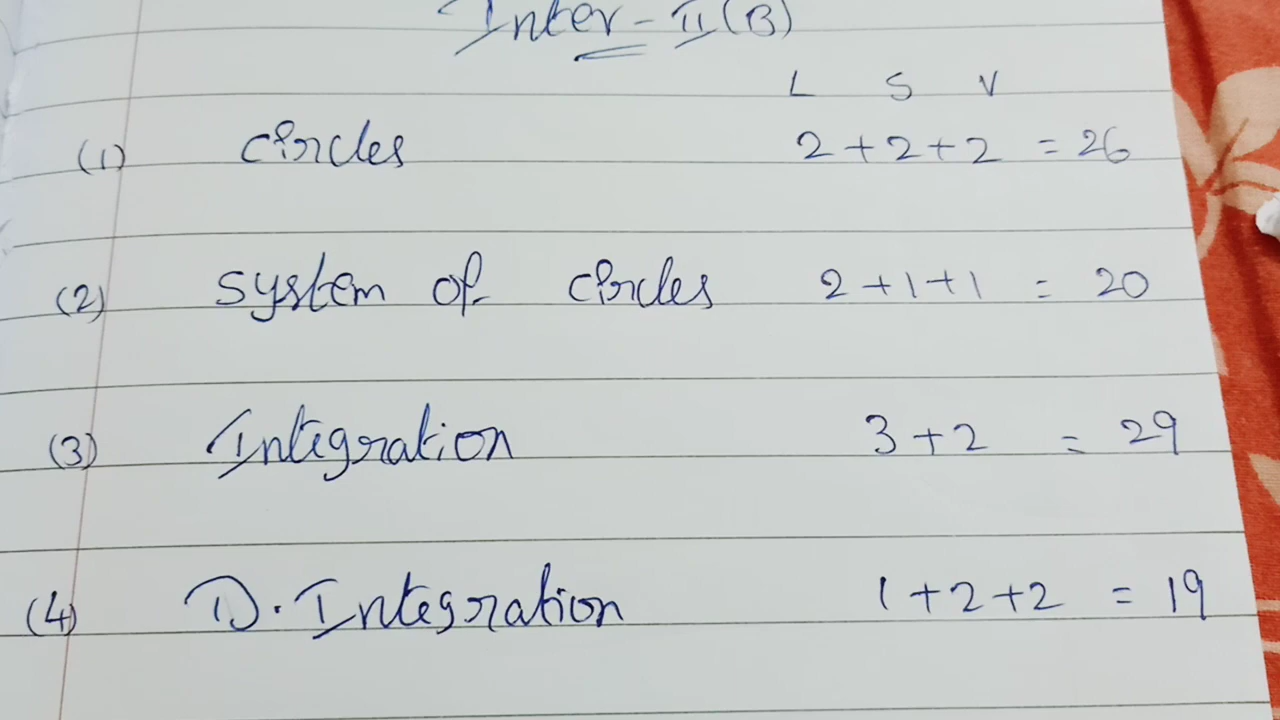 Inter - II (B)
L S V
(1) Circles 2 + 2 + 2 = 26
(2) System of Circles 2 + 1 + 1 = 20
(3) Integration 3 + 2 = 29
(4) D. Integration 1 + 2 + 2 = 19